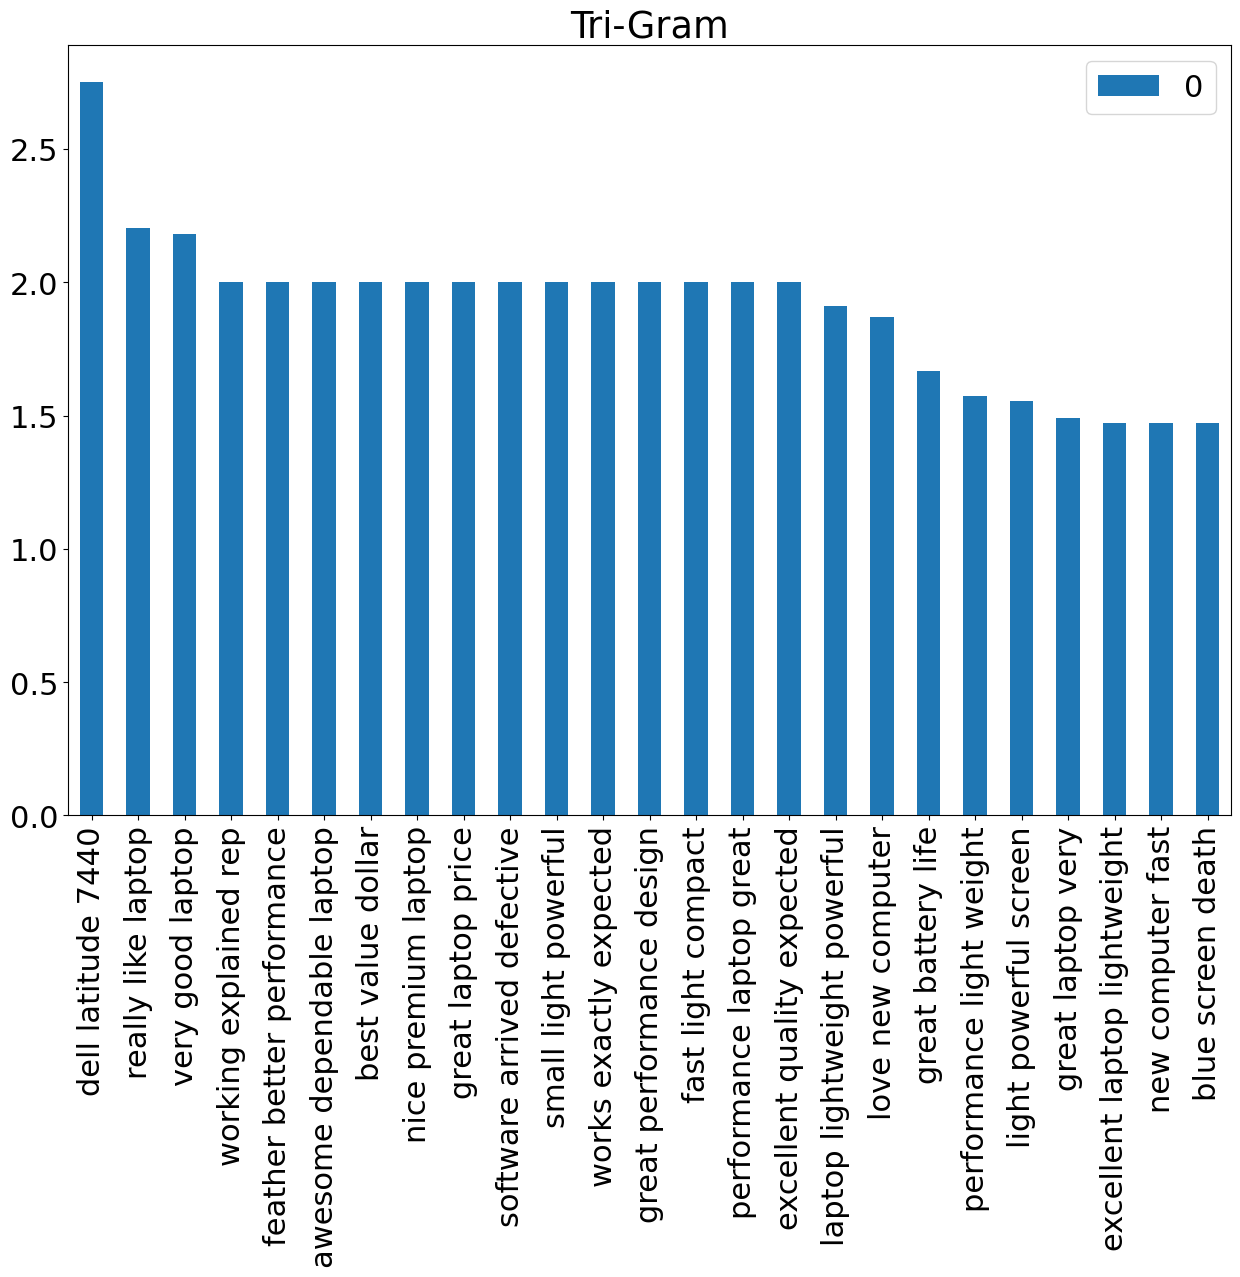 Tri-Gram
0
2.5
2.0
1.5
1.0
0.5
0.0
dell latitude 7440
really like laptop
very good laptop
working explained rep
feather better performance
awesome dependable laptop
best value dollar
nice premium laptop
great laptop price
software arrived defective
small light powerful
works exactly expected
great performance design
fast light compact
performance laptop great
excellent quality expected
laptop lightweight powerful
love new computer
great battery life
performance light weight
light powerful screen
great laptop very
excellent laptop lightweight
new computer fast
blue screen death